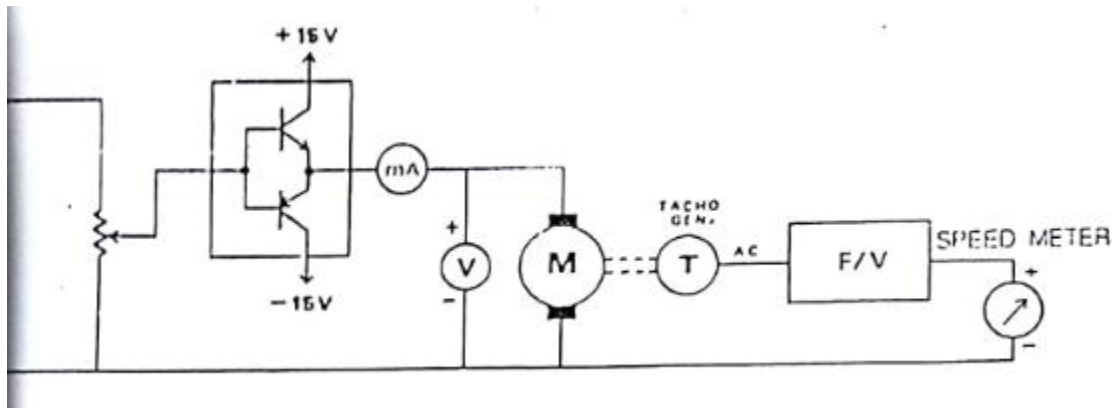 +15V
mA
TACHO
GEN.
AC
SPEED METER
+
V
-
M
T
F/V
+
-
-15V